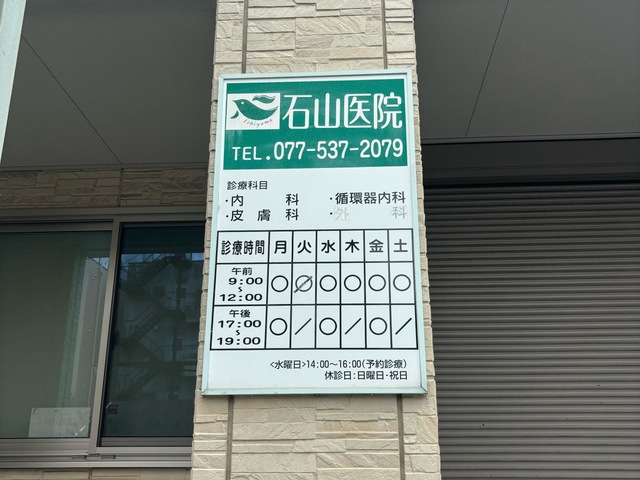 石山医院
Ishiyama
TEL.077-537-2079
診療科目
・内科 ・循環器内科
・皮膚科 外科
診療時間 月 火 水 木 金 土
午前 9:00~12:00 ○ ⊘ ○ ○ ○ ○
午後 17:00~19:00 ○ / ○ / ○ /
<水曜日>14:00〜16:00(予約診療)
休診日:日曜日・祝日